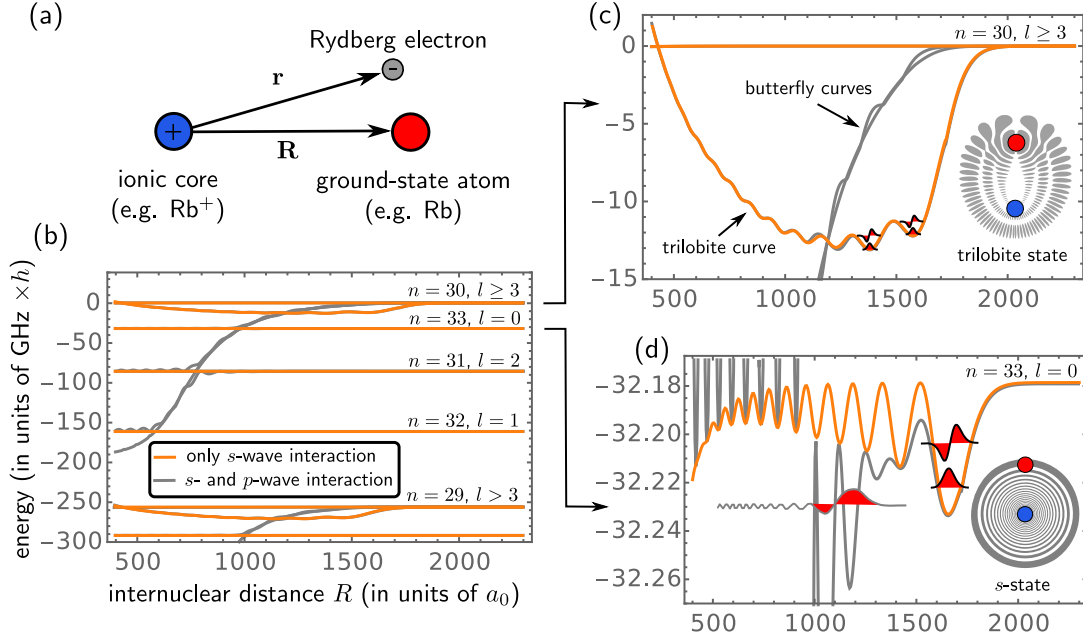 (a)
Rydberg electron
-
r
+
R
ionic core
(e.g. Rb⁺)
ground-state atom
(e.g. Rb)
(b)
energy (in units of GHz ×h)
0
−50
−100
−150
−200
−250
−300
n = 30, l ≥ 3
n = 33, l = 0
n = 31, l = 2
n = 32, l = 1
only s-wave interaction
s- and p-wave interaction
n = 29, l > 3
500 1000 1500 2000
internuclear distance R (in units of a₀)
(c)
n = 30, l ≥ 3
0
−5
−10
−15
butterfly curves
trilobite curve
trilobite state
500 1000 1500 2000
(d)
n = 33, l = 0
−32.18
−32.20
−32.22
−32.24
−32.26
s-state
500 1000 1500 2000